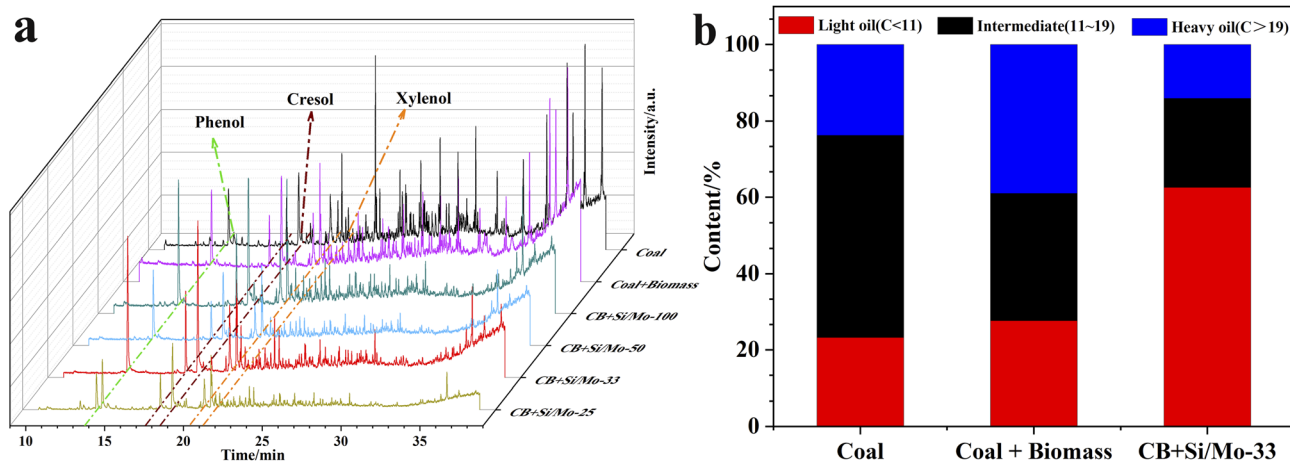 a
Phenol
Cresol
Xylenol
Intensity/a.u.
Coal
Coal+Biomass
CB+Si/Mo-100
CB+Si/Mo-50
CB+Si/Mo-33
CB+Si/Mo-25
10 15 20 25 30 35
Time/min
b
Light oil(C<11) Intermediate(11~19) Heavy oil(C>19)
100
80
60
40
20
0
Content/%
Coal Coal + Biomass CB+Si/Mo-33